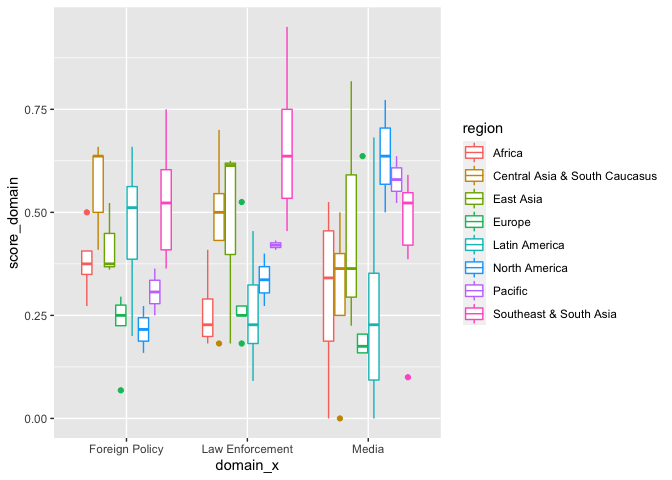 0.75
0.50
0.25
0.00
score_domain
Foreign Policy
Law Enforcement
Media
domain_x
region
Africa
Central Asia & South Caucasus
East Asia
Europe
Latin America
North America
Pacific
Southeast & South Asia